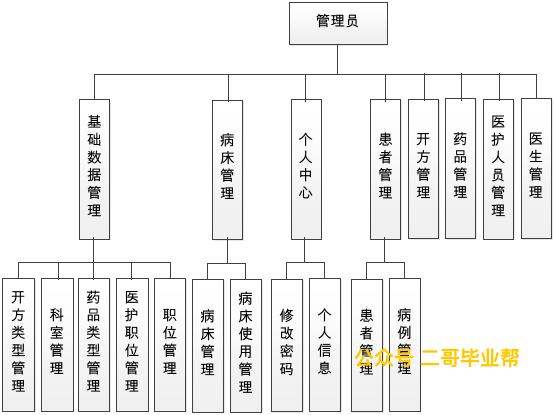 管理员
基础数据管理
病床管理
个人中心
患者管理
开方管理
药品管理
医护人员管理
医生管理
开方类型管理
科室管理
药品类型管理
医护职位管理
职位管理
病床管理
病床使用管理
修改密码
个人信息
患者管理
病例管理
公众号 二哥毕业帮